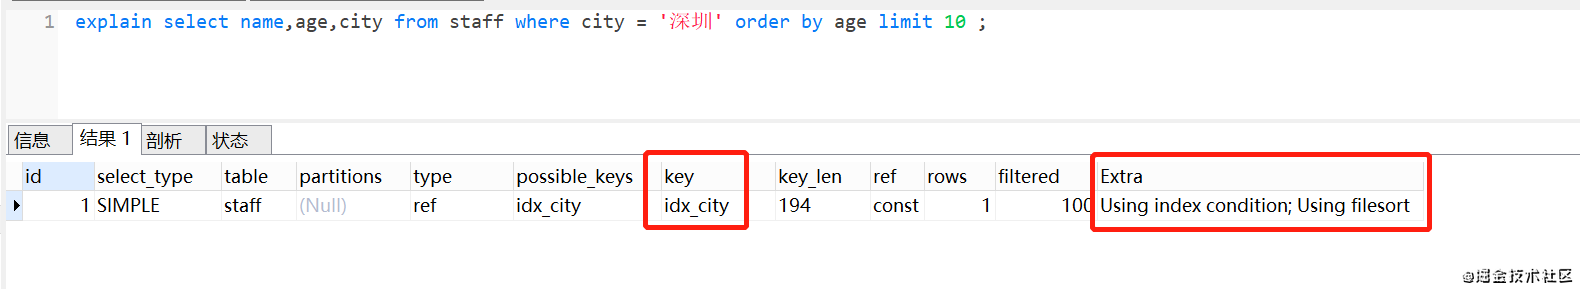 1 explain select name,age,city from staff where city = '深圳' order by age limit 10 ;
信息 结果 1 剖析 状态
id select_type table partitions type possible_keys key key_len ref rows filtered Extra
1 SIMPLE staff (Null) ref idx_city idx_city 194 const 1 100 Using index condition; Using filesort
@掘金技术社区